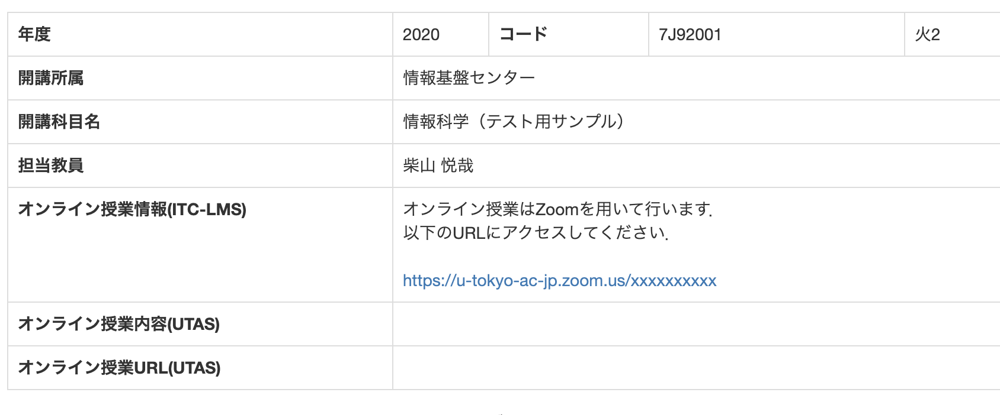 年度 2020 コード 7J92001 火2
開講所属 情報基盤センター
開講科目名 情報科学（テスト用サンプル）
担当教員 柴山 悦哉
オンライン授業情報(ITC-LMS) オンライン授業はZoomを用いて行います．
以下のURLにアクセスしてください．
https://u-tokyo-ac-jp.zoom.us/xxxxxxxxxx
オンライン授業内容(UTAS)
オンライン授業URL(UTAS)